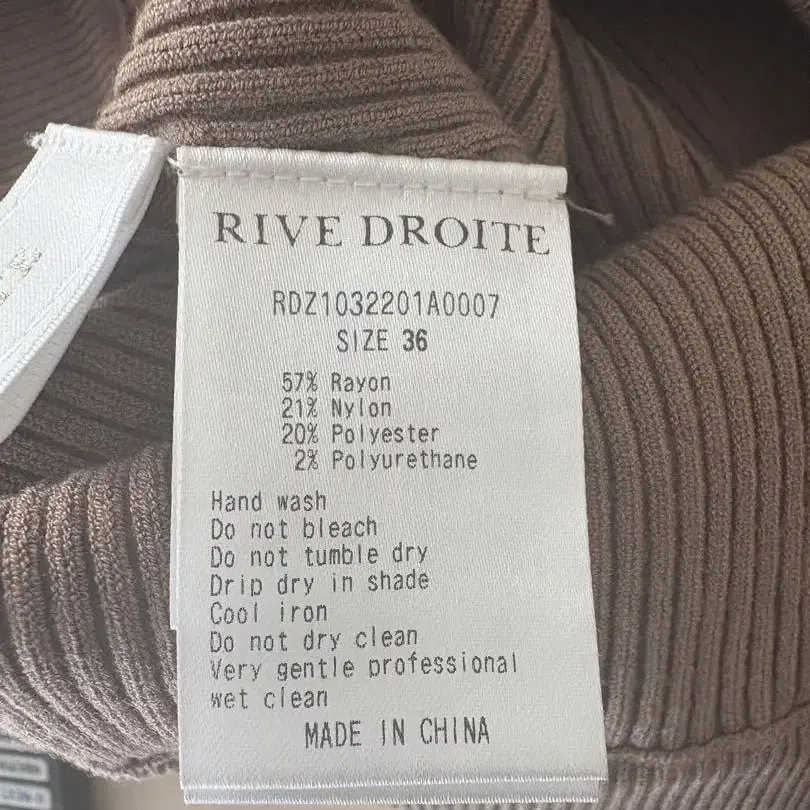 RIVE DROITE
RDZ1032201A0007
SIZE 36
57% Rayon
21% Nylon
20% Polyester
2% Polyurethane
Hand wash
Do not bleach
Do not tumble dry
Drip dry in shade
Cool iron
Do not dry clean
Very gentle professional
wet clean
MADE IN CHINA